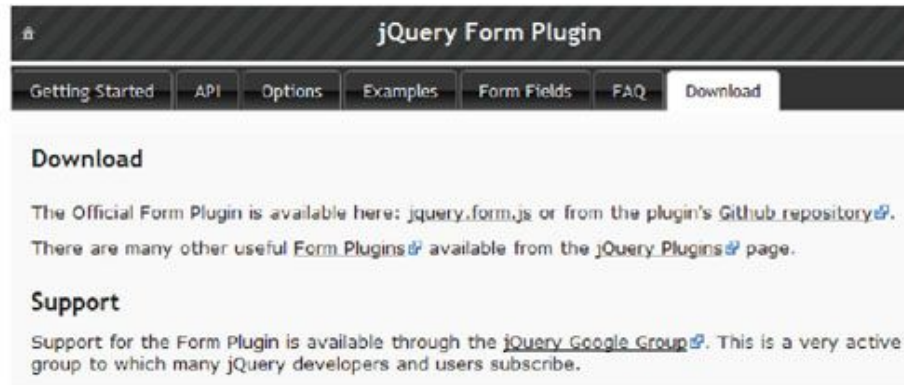 jQuery Form Plugin
Getting Started API Options Examples Form Fields FAQ Download
Download
The Official Form Plugin is available here: jquery.form.js or from the plugin's Github repository.
There are many other useful Form Plugins available from the jQuery Plugins page.
Support
Support for the Form Plugin is available through the jQuery Google Group. This is a very active
group to which many jQuery developers and users subscribe.